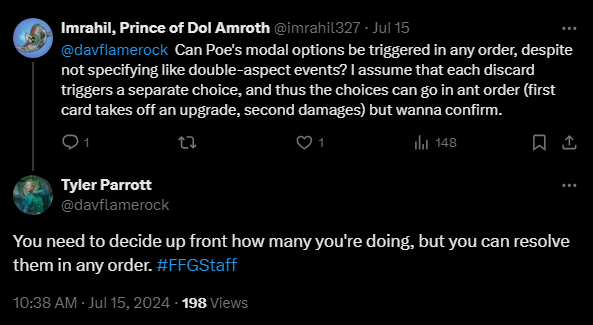 Imrahil, Prince of Dol Amroth @imrahil327 · Jul 15
@davflamerock Can Poe's modal options be triggered in any order, despite
not specifying like double-aspect events? I assume that each discard
triggers a separate choice, and thus the choices can go in ant order (first
card takes off an upgrade, second damages) but wanna confirm.
1 1 148
Tyler Parrott
@davflamerock
You need to decide up front how many you're doing, but you can resolve
them in any order. #FFGStaff
10:38 AM · Jul 15, 2024 · 198 Views